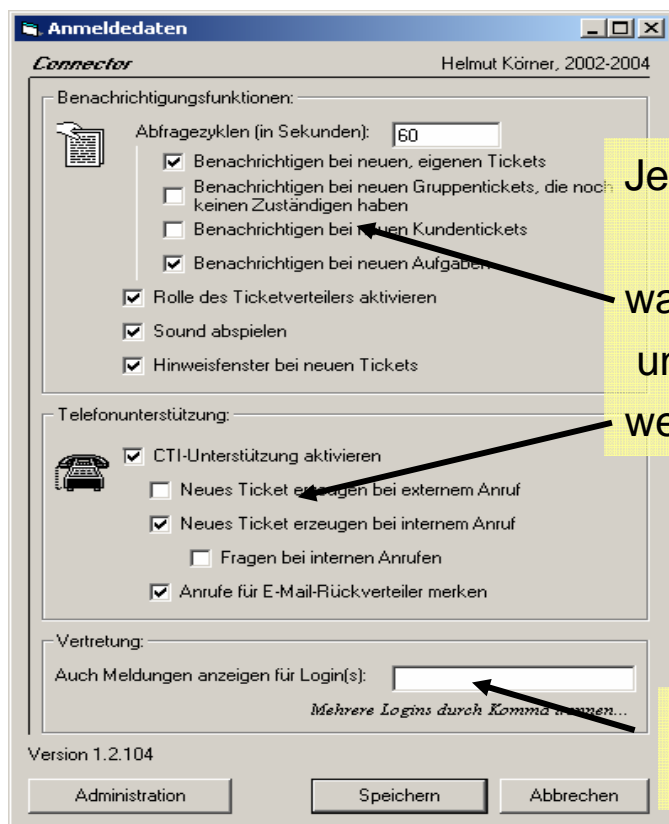 Anmeldedaten
Connector
Helmut Körner, 2002-2004
Benachrichtigungsfunktionen:
Abfragezyklen (in Sekunden): 60
Benachrichtigen bei neuen, eigenen Tickets
Benachrichtigen bei neuen Gruppentickets, die noch
keinen Zuständigen haben
Benachrichtigen bei neuen Kundentickets
Benachrichtigen bei neuen Aufgaben
Rolle des Ticketverteilers aktivieren
Sound abspielen
Hinweisfenster bei neuen Tickets
Je
wa
un
we
Telefonunterstützung:
CTI-Unterstützung aktivieren
Neues Ticket erzeugen bei externem Anruf
Neues Ticket erzeugen bei internem Anruf
Fragen bei internen Anrufen
Anrufe für E-Mail-Rückverteiler merken
Vertretung:
Auch Meldungen anzeigen für Login(s):
Mehrere Logins durch Komma trennen...
Version 1.2.104
Administration
Speichern
Abbrechen